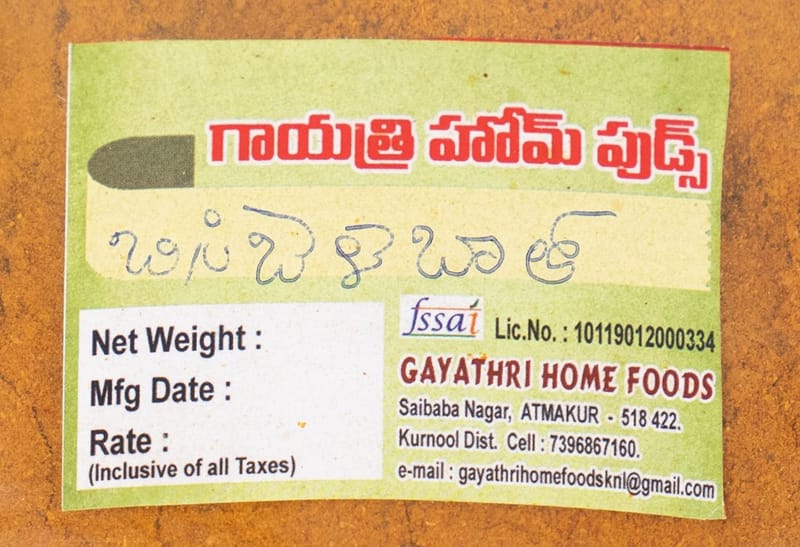 గాయత్రి హోమ్ ఫుడ్స్
బిసిబెళెబాత్
Net Weight :
Mfg Date :
Rate :
(Inclusive of all Taxes)
fssai Lic.No. : 10119012000334
GAYATHRI HOME FOODS
Saibaba Nagar, ATMAKUR - 518 422.
Kurnool Dist. Cell : 7396867160.
e-mail : gayathrihomefoodsknl@gmail.com